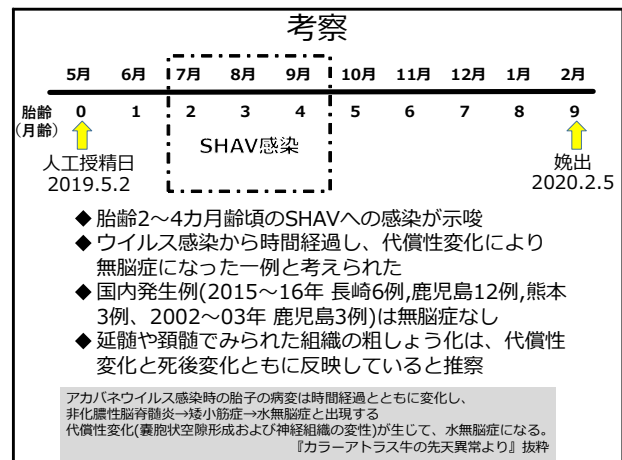 考察
5月 6月 7月 8月 9月 10月 11月 12月 1月 2月
胎齢
(月齢)
0 1 2 3 4 5 6 7 8 9
SHAV感染
人工授精日
2019.5.2
娩出
2020.2.5
◆胎齢2～4カ月齢頃のSHAVへの感染が示唆
◆ウイルス感染から時間経過し、代償性変化により
無脳症になった一例と考えられた
◆国内発生例(2015～16年 長崎6例,鹿児島12例,熊本
3例、2002～03年 鹿児島3例)は無脳症なし
◆延髄や頚髄でみられた組織の粗しょう化は、代償性
変化と死後変化ともに反映していると推察
アカバネウイルス感染時の胎子の病変は時間経過とともに変化し、
非化膿性脳脊髄炎→矮小筋症→水無脳症と出現する
代償性変化(嚢胞状空隙形成および神経組織の変性)が生じて、水無脳症になる。
『カラーアトラス牛の先天異常より』抜粋